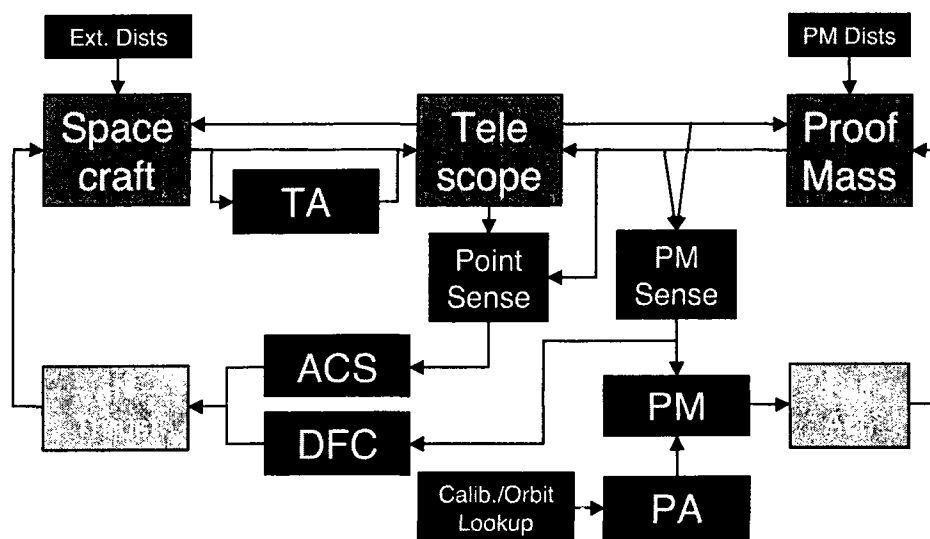 Ext. Dists
PM Dists
Space
craft
Tele
scope
Proof
Mass
TA
Point
Sense
PM
Sense
ACS
DFC
PM
Calib./Orbit
Lookup
PA